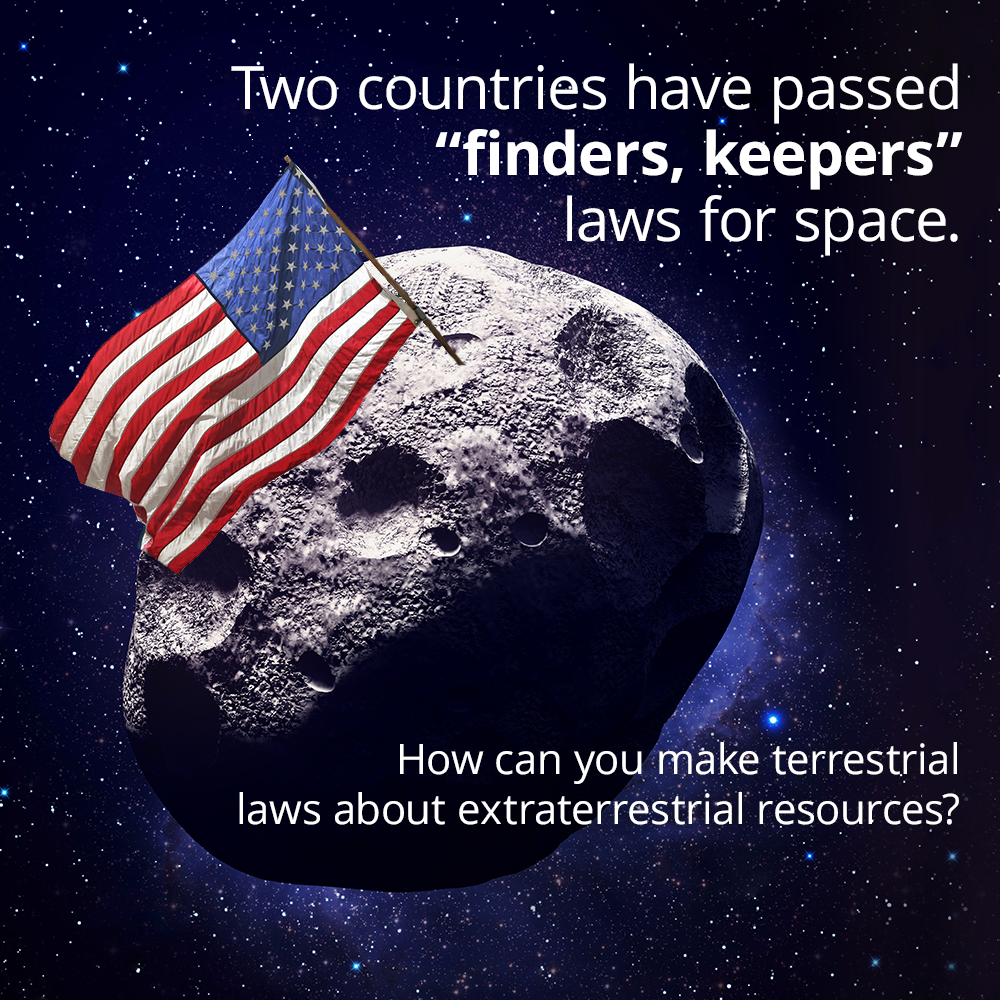 Two countries have passed
“finders, keepers”
laws for space.
How can you make terrestrial
laws about extraterrestrial resources?